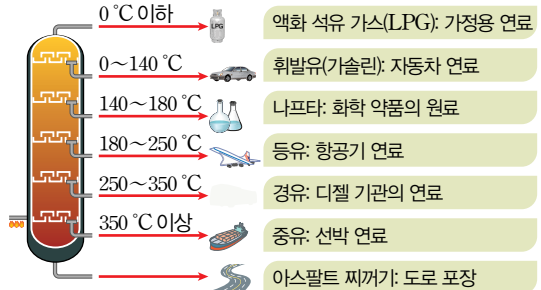 0 °C 이하
LPG
액화 석유 가스(LPG): 가정용 연료
0～140 °C
휘발유(가솔린): 자동차 연료
140～180 °C
나프타: 화학 약품의 원료
180～250 °C
등유: 항공기 연료
250～350 °C
경유: 디젤 기관의 연료
350 °C 이상
중유: 선박 연료
아스팔트 찌꺼기: 도로 포장